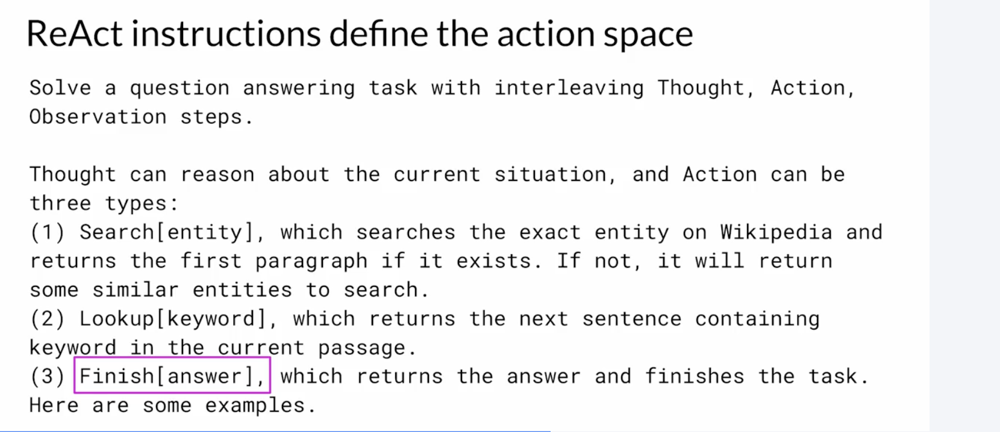 ReAct instructions define the action space
Solve a question answering task with interleaving Thought, Action,
Observation steps.
Thought can reason about the current situation, and Action can be
three types:
(1) Search[entity], which searches the exact entity on Wikipedia and
returns the first paragraph if it exists. If not, it will return
some similar entities to search.
(2) Lookup[keyword], which returns the next sentence containing
keyword in the current passage.
(3) Finish[answer], which returns the answer and finishes the task.
Here are some examples.